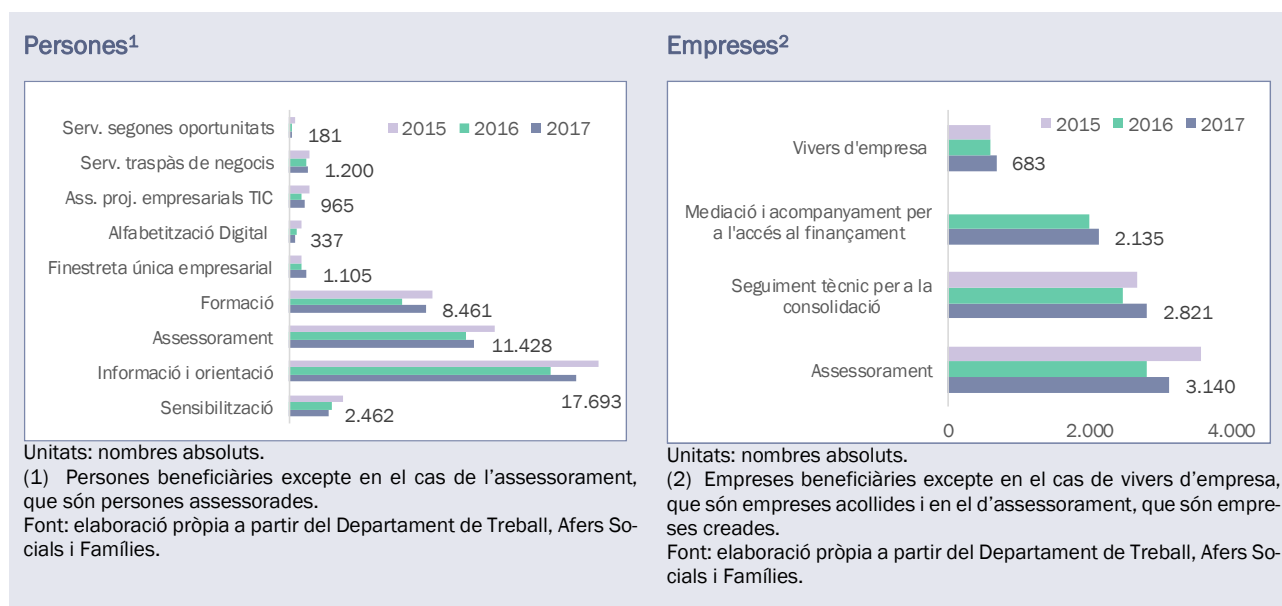 Persones¹
Serv. segones oportunitats
181
2015 2016 2017
Serv. traspàs de negocis
1.200
Ass. proj. empresarials TIC
965
Alfabetització Digital
337
Finestreta única empresarial
1.105
Formació
8.461
Assessorament
11.428
Informació i orientació
17.693
Sensibilització
2.462
Unitats: nombres absoluts.
(1) Persones beneficiàries excepte en el cas de l’assessorament,
que són persones assessorades.
Font: elaboració pròpia a partir del Departament de Treball, Afers So-
cials i Famílies.
Empreses²
2015 2016 2017
Vivers d'empresa
683
Mediació i acompanyament per
a l'accés al finançament
2.135
Seguiment tècnic per a la
consolidació
2.821
Assessorament
3.140
0 2.000 4.000
Unitats: nombres absoluts.
(2) Empreses beneficiàries excepte en el cas de vivers d’empresa,
que són empreses acollides i en el d’assessorament, que són empre-
ses creades.
Font: elaboració pròpia a partir del Departament de Treball, Afers So-
cials i Famílies.